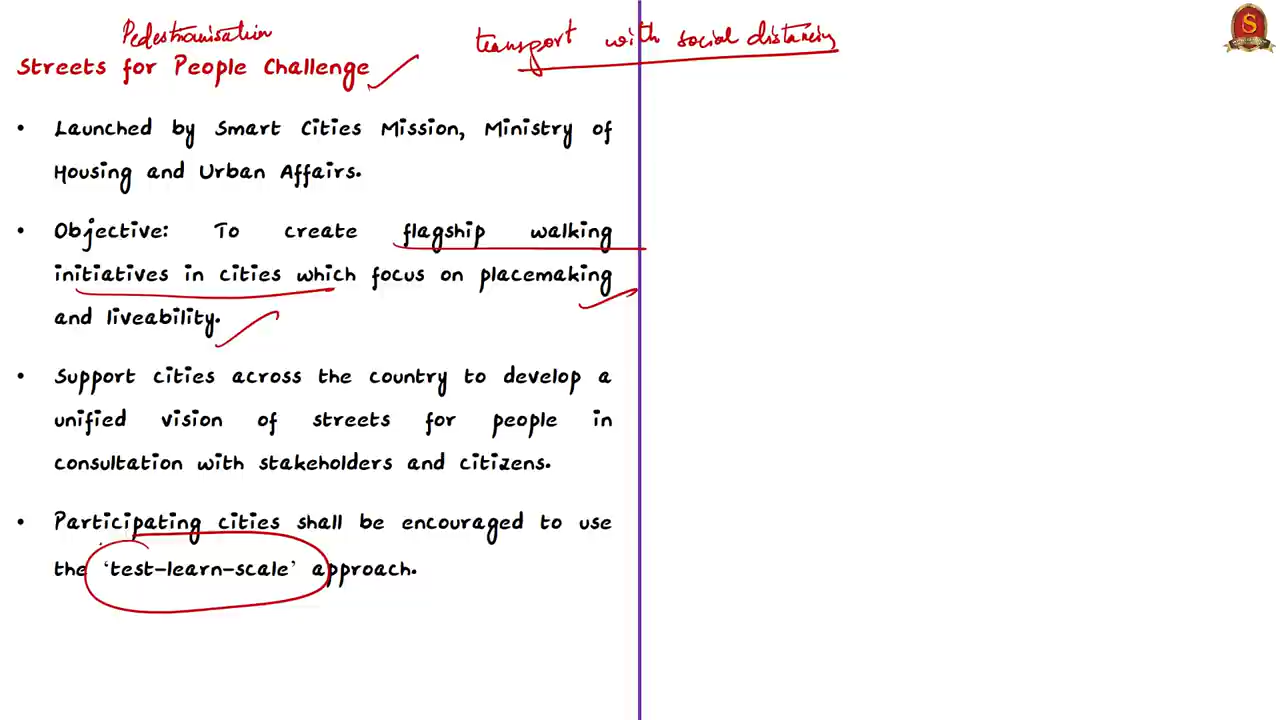 Pedestronisation
transport with social distancing
Streets for People Challenge
• Launched by Smart Cities Mission, Ministry of
Housing and Urban Affairs.
• Objective: To create flagship walking
initiatives in cities which focus on placemaking
and liveability.
• Support cities across the country to develop a
unified vision of streets for people in
consultation with stakeholders and citizens.
• Participating cities shall be encouraged to use
the ‘test-learn-scale’ approach.
S